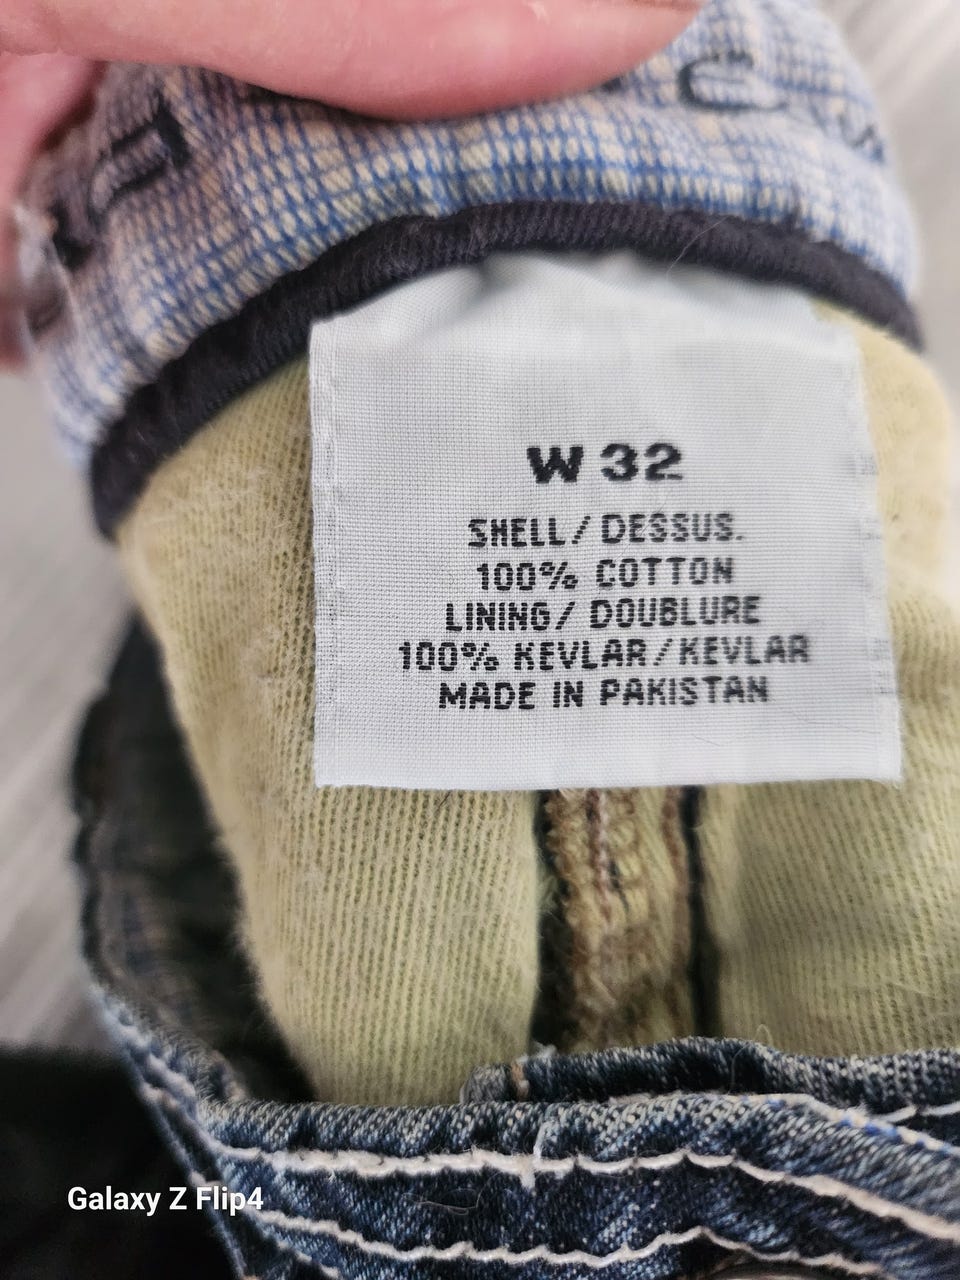 W 32
SHELL/ DESSUS.
100% COTTON
LINING/ DOUBLURE
100% KEVLAR/KEVLAR
MADE IN PAKISTAN
Galaxy Z Flip4